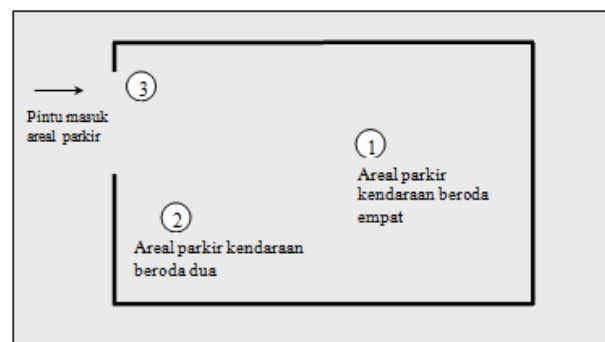 3
Pintu masuk
areal parkir
1
Areal parkir
kendaraan beroda
empat
2
Areal parkir kendaraan
beroda dua